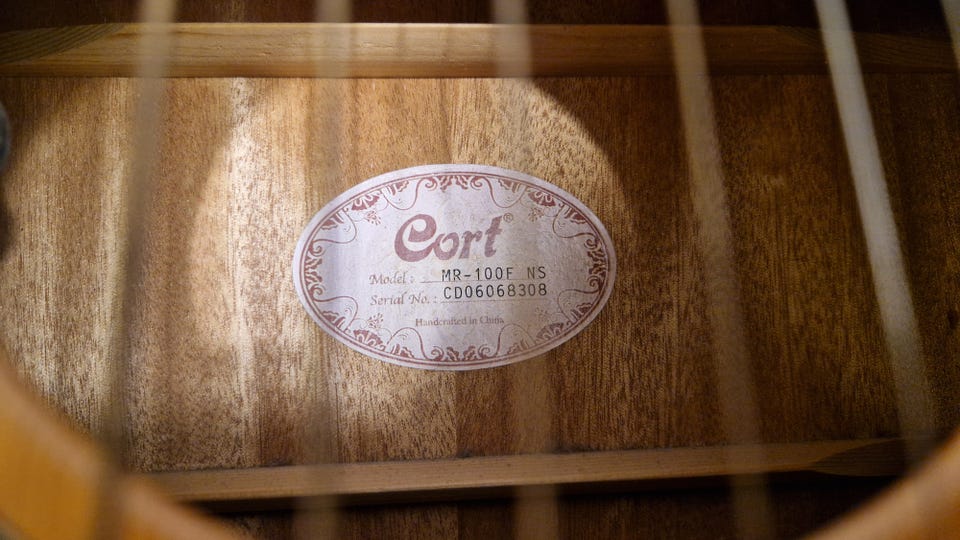 Cort®
Model : MR-100F NS
Serial No. : CD06068308
Handcrafted in China